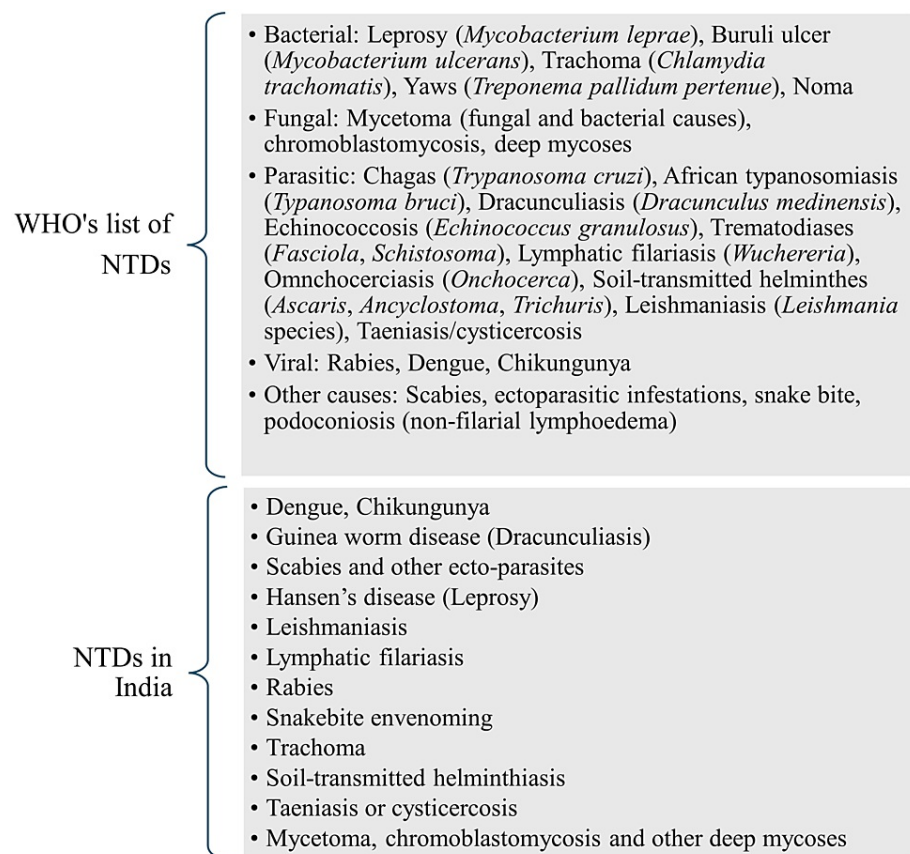 WHO's list of
NTDs
• Bacterial: Leprosy (Mycobacterium leprae), Buruli ulcer
(Mycobacterium ulcerans), Trachoma (Chlamydia
trachomatis), Yaws (Treponema pallidum pertenue), Noma
• Fungal: Mycetoma (fungal and bacterial causes),
chromoblastomycosis, deep mycoses
• Parasitic: Chagas (Trypanosoma cruzi), African typanosomiasis
(Typanosoma bruci), Dracunculiasis (Dracunculus medinensis),
Echinococcosis (Echinococcus granulosus), Trematodiases
(Fasciola, Schistosoma), Lymphatic filariasis (Wuchereria),
Omnchocerciasis (Onchocerca), Soil-transmitted helminthes
(Ascaris, Ancyclostoma, Trichuris), Leishmaniasis (Leishmania
species), Taeniasis/cysticercosis
• Viral: Rabies, Dengue, Chikungunya
• Other causes: Scabies, ectoparasitic infestations, snake bite,
podoconiosis (non-filarial lymphoedema)
NTDs in
India
• Dengue, Chikungunya
• Guinea worm disease (Dracunculiasis)
• Scabies and other ecto-parasites
• Hansen’s disease (Leprosy)
• Leishmaniasis
• Lymphatic filariasis
• Rabies
• Snakebite envenoming
• Trachoma
• Soil-transmitted helminthiasis
• Taeniasis or cysticercosis
• Mycetoma, chromoblastomycosis and other deep mycoses